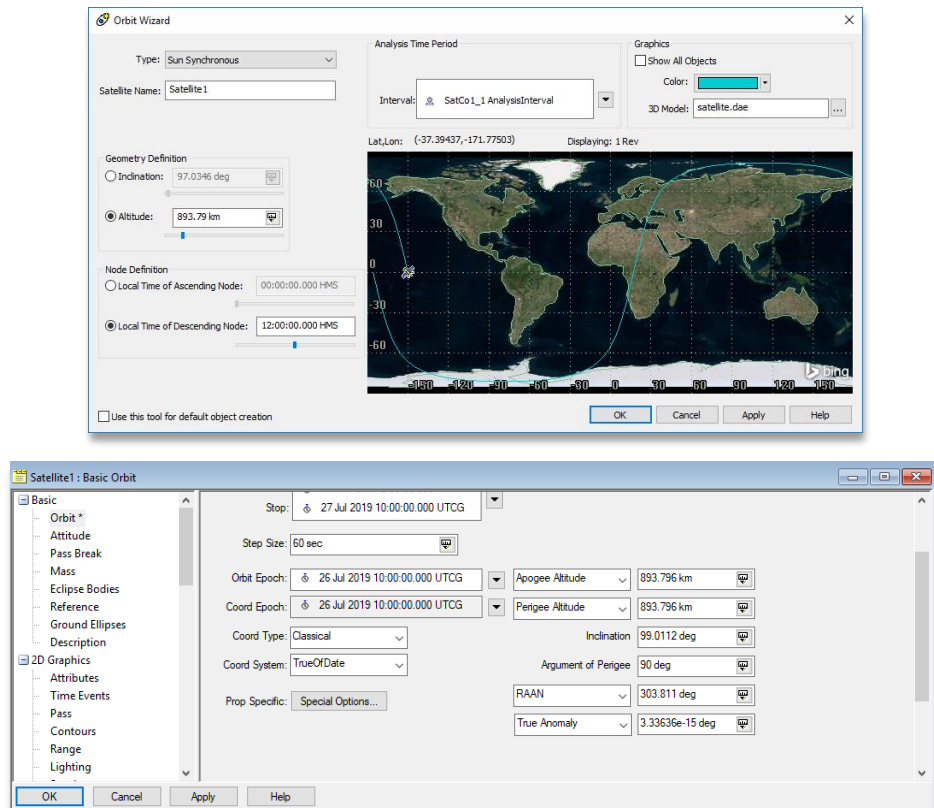 Orbit Wizard
Type: Sun Synchronous
Satellite Name: Satellite1
Analysis Time Period
Interval: SatCo1_1 AnalysisInterval
Graphics
Show All Objects
Color:
3D Model: satellite.dae ...
Lat,Lon: (-37.39437,-171.77503) Displaying: 1 Rev
Geometry Definition
Inclination: 97.0346 deg
Altitude: 893.79 km
Node Definition
Local Time of Ascending Node: 00:00:00.000 HMS
Local Time of Descending Node: 12:00:00.000 HMS
60
30
0
-30
-60
bing
-150 -120 -90 -60 -30 0 30 60 90 120 150
Use this tool for default object creation
OK Cancel Apply Help
Satellite1 : Basic Orbit
Basic
Orbit *
Attitude
Pass Break
Mass
Eclipse Bodies
Reference
Ground Ellipses
Description
2D Graphics
Attributes
Time Events
Pass
Contours
Range
Lighting
Stop: 27 Jul 2019 10:00:00.000 UTCG
Step Size: 60 sec
Orbit Epoch: 26 Jul 2019 10:00:00.000 UTCG Apogee Altitude 893.796 km
Coord Epoch: 26 Jul 2019 10:00:00.000 UTCG Perigee Altitude 893.796 km
Coord Type: Classical Inclination 99.0112 deg
Coord System: TrueOfDate Argument of Perigee 90 deg
Prop Specific: Special Options... RAAN 303.811 deg
True Anomaly 3.33636e-15 deg
OK Cancel Apply Help